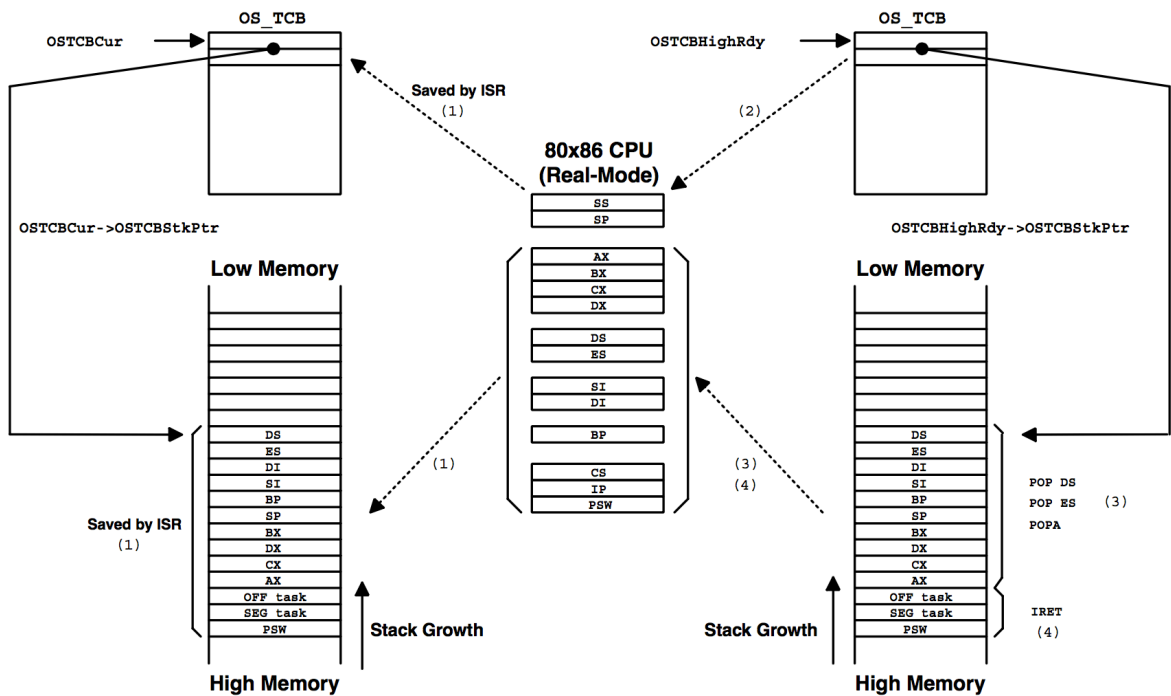 OS_TCB
OSTCBCur
Saved by ISR
(1)
OSTCBCur->OSTCBStkPtr
Low Memory
DS
ES
DI
SI
BP
SP
BX
DX
CX
AX
OFF task
SEG task
PSW
Saved by ISR
(1)
Stack Growth
High Memory
80x86 CPU
(Real-Mode)
SS
SP
AX
BX
CX
DX
DS
ES
SI
DI
BP
CS
IP
PSW
(1)
(3)
(4)
OS_TCB
OSTCBHighRdy
(2)
OSTCBHighRdy->OSTCBStkPtr
Low Memory
DS
ES
DI
SI
BP
SP
BX
DX
CX
AX
OFF task
SEG task
PSW
POP DS
POP ES (3)
POPA
IRET
(4)
Stack Growth
High Memory